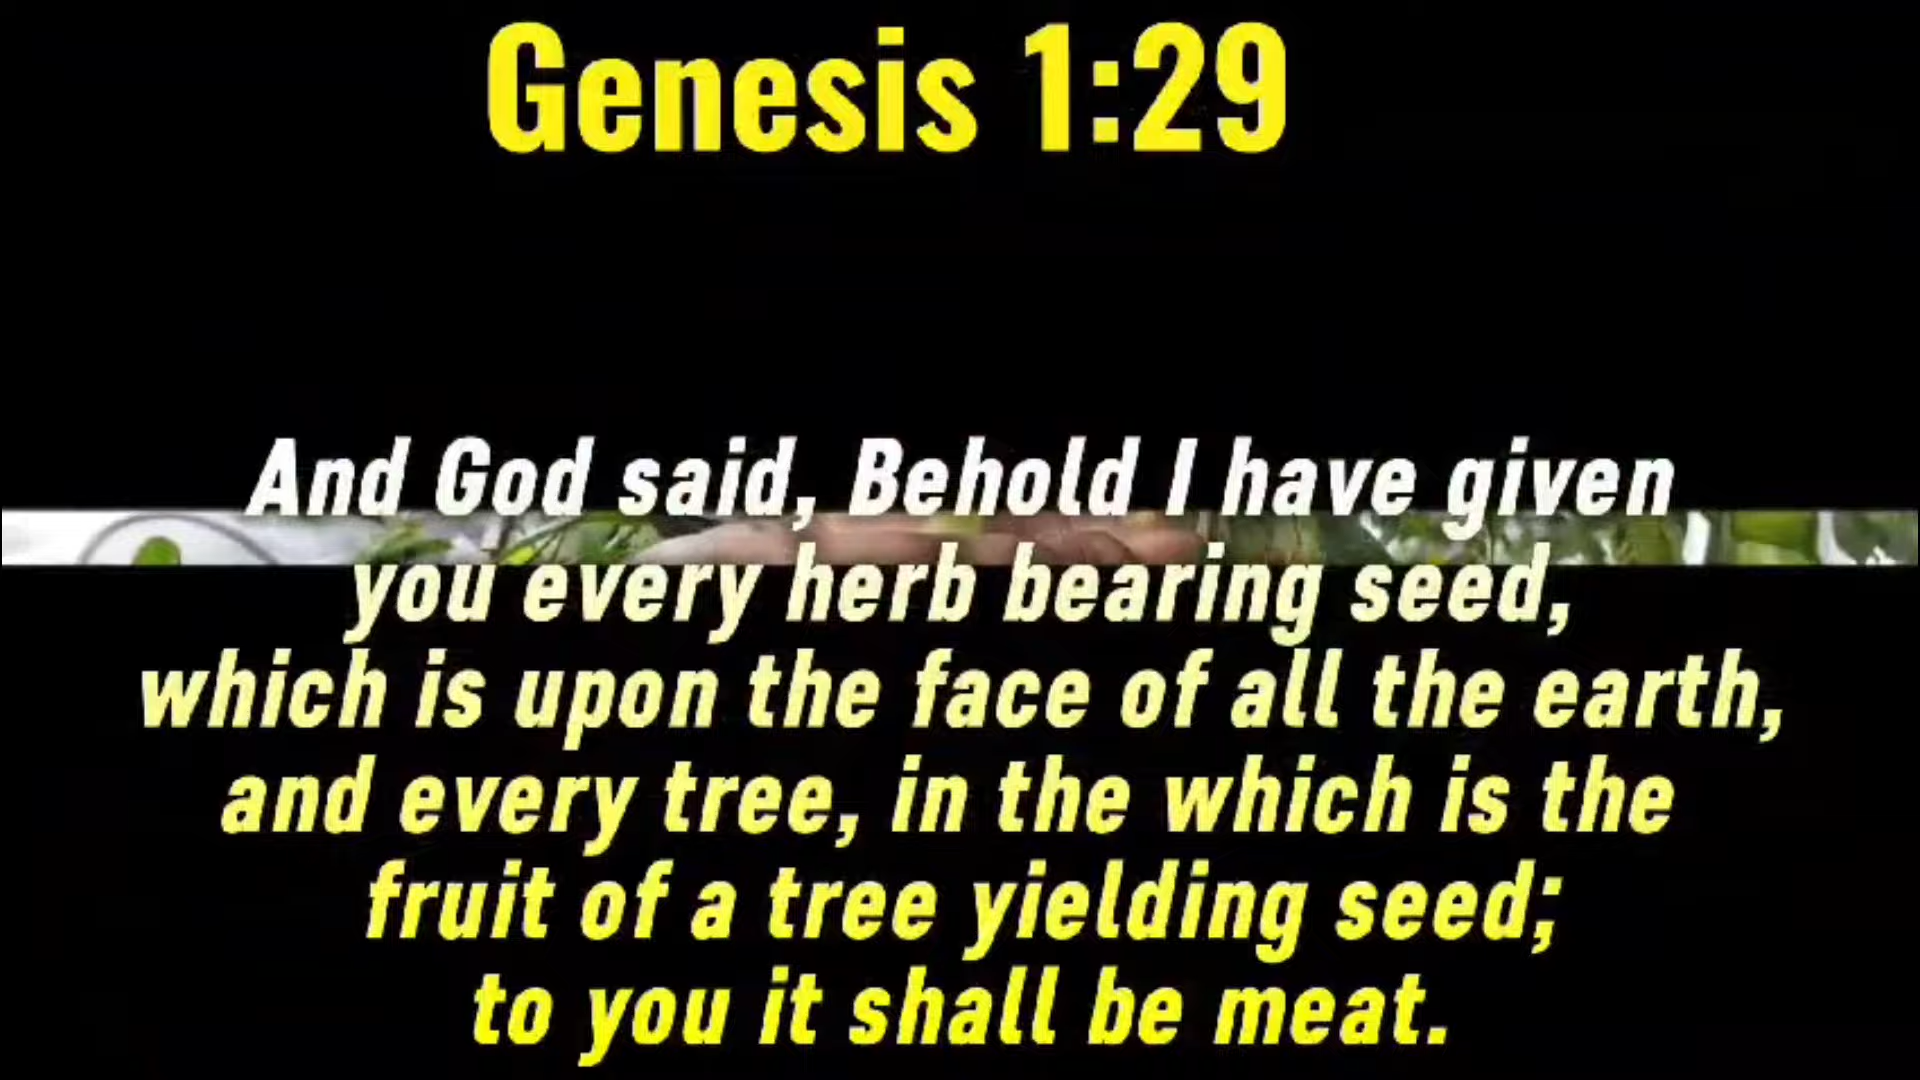 Genesis 1:29
And God said, Behold I have given
you every herb bearing seed,
which is upon the face of all the earth,
and every tree, in the which is the
fruit of a tree yielding seed;
to you it shall be meat.